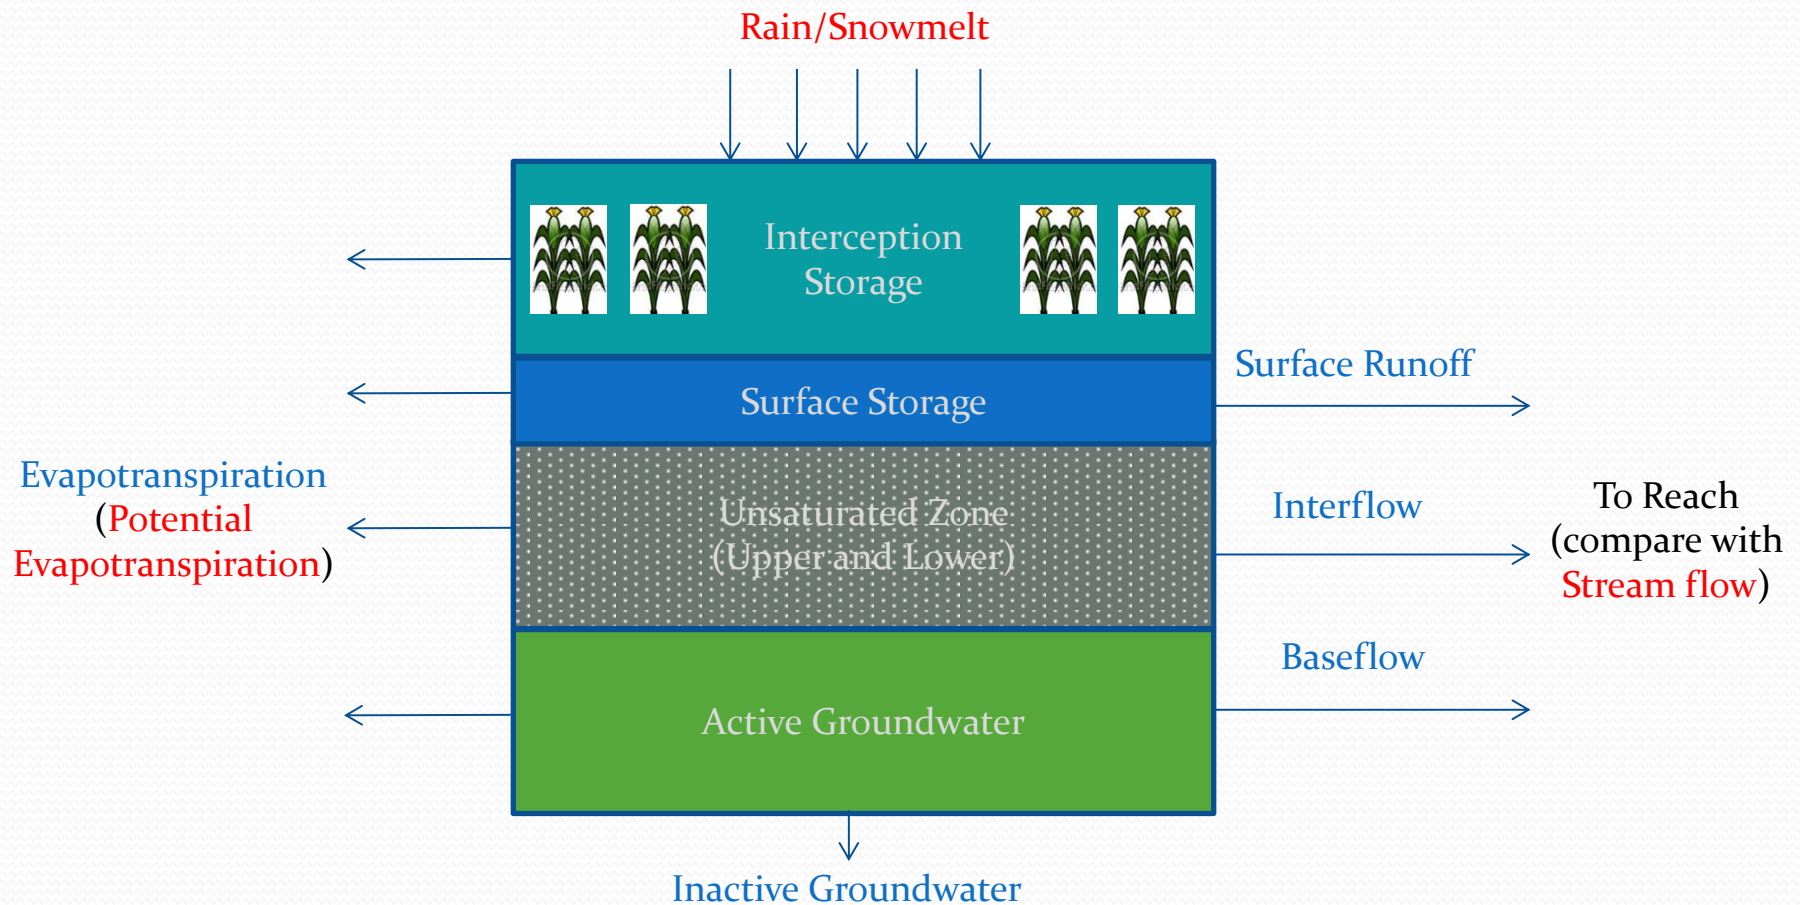 Rain/Snowmelt
Interception
Storage
Surface Runoff
Surface Storage
Evapotranspiration
(Potential
Evapotranspiration)
Unsaturated Zone
(Upper and Lower)
Interflow
To Reach
(compare with
Stream flow)
Baseflow
Active Groundwater
Inactive Groundwater